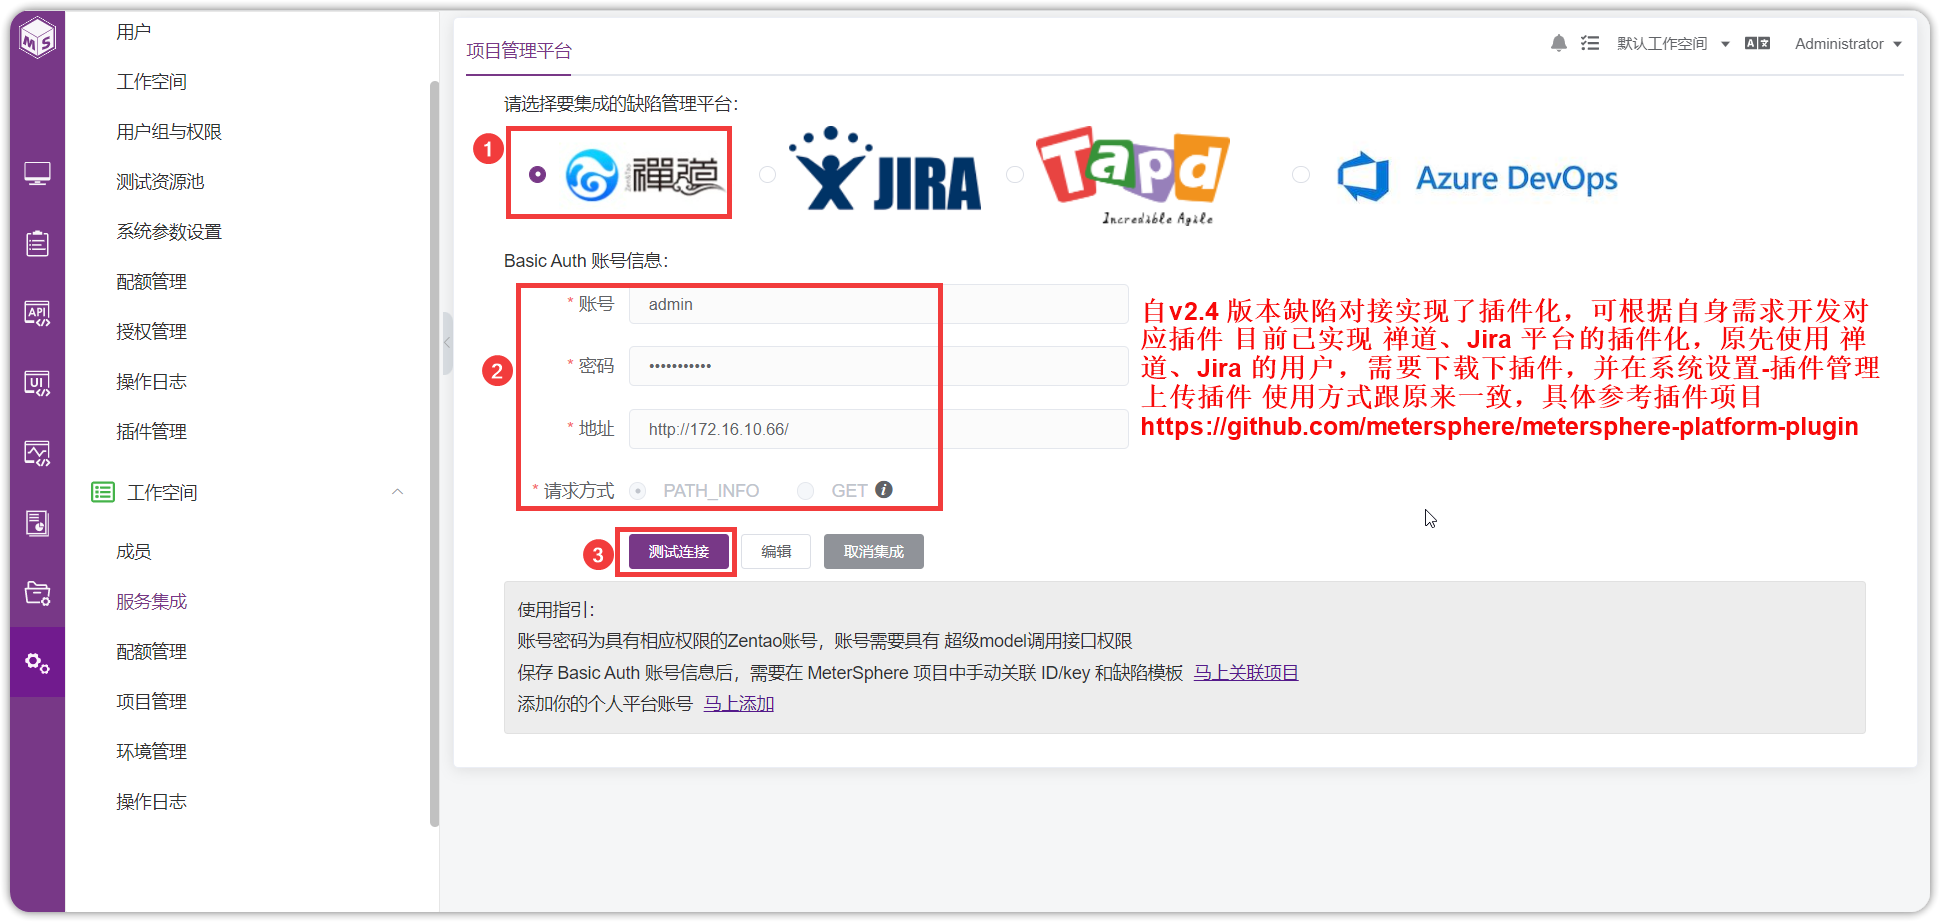 MS
用户
工作空间
用户组与权限
测试资源池
系统参数设置
配额管理
授权管理
操作日志
插件管理
工作空间
成员
服务集成
配额管理
项目管理
环境管理
操作日志
API
UI
项目管理平台
默认工作空间
Administrator
请选择要集成的缺陷管理平台：
1
禪道
JIRA
Tapd
Incredible Agile
Azure DevOps
Basic Auth 账号信息：
2
* 账号 admin
* 密码 •••••••••••
* 地址 http://172.16.10.66/
* 请求方式 PATH_INFO GET
自v2.4 版本缺陷对接实现了插件化，可根据自身需求开发对
应插件 目前已实现 禅道、Jira 平台的插件化，原先使用 禅
道、Jira 的用户，需要下载下插件，并在系统设置-插件管理
上传插件 使用方式跟原来一致，具体参考插件项目
https://github.com/metersphere/metersphere-platform-plugin
3
测试连接 编辑 取消集成
使用指引：
账号密码为具有相应权限的Zentao账号，账号需要具有 超级model调用接口权限
保存 Basic Auth 账号信息后，需要在 MeterSphere 项目中手动关联 ID/key 和缺陷模板 马上关联项目
添加你的个人平台账号 马上添加